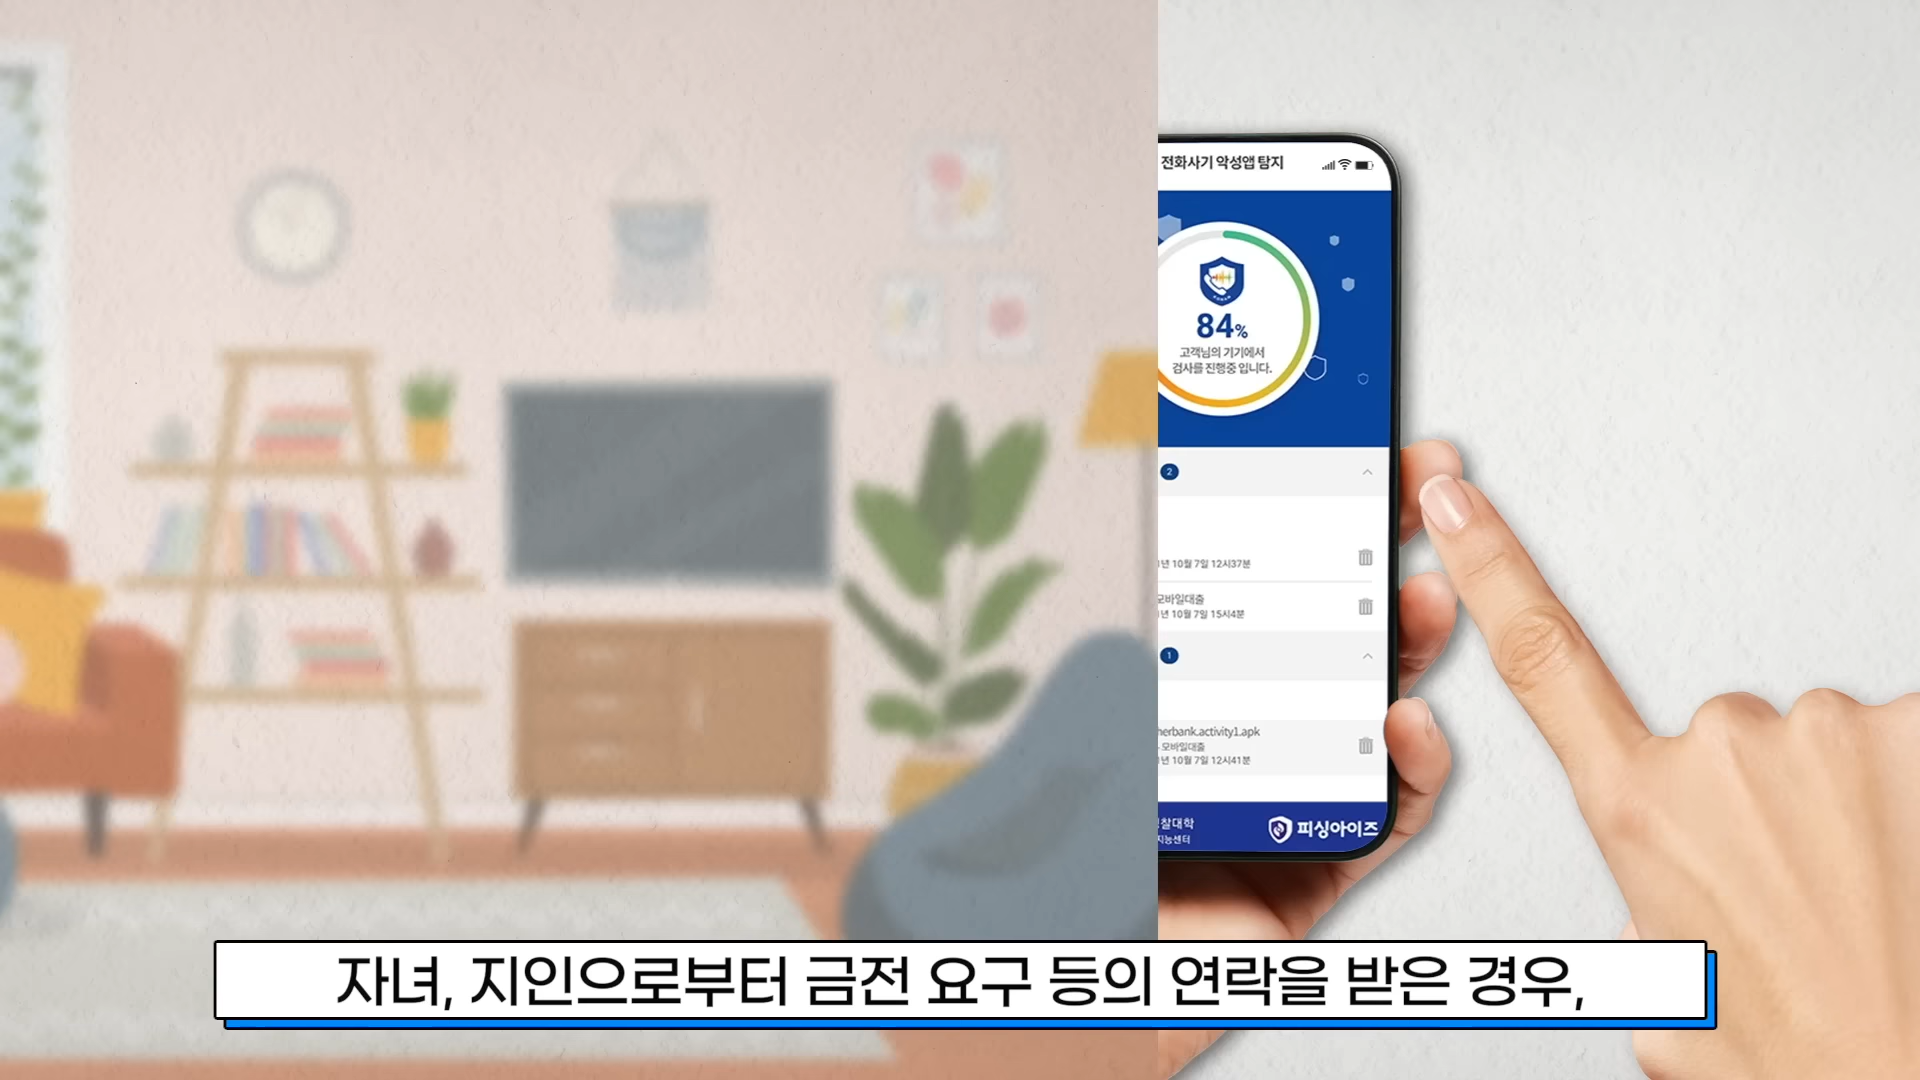 전화사기 악성앱 탐지
84%
고객님의 기기에서
검사를 진행중 입니다.
2
년 10월 7일 12시37분
모바일대출
년 10월 7일 15시4분
1
herbank.activity1.apk
모바일대출
년 10월 7일 12시41분
찰대학
지능센터
피싱아이즈
자녀, 지인으로부터 금전 요구 등의 연락을 받은 경우,